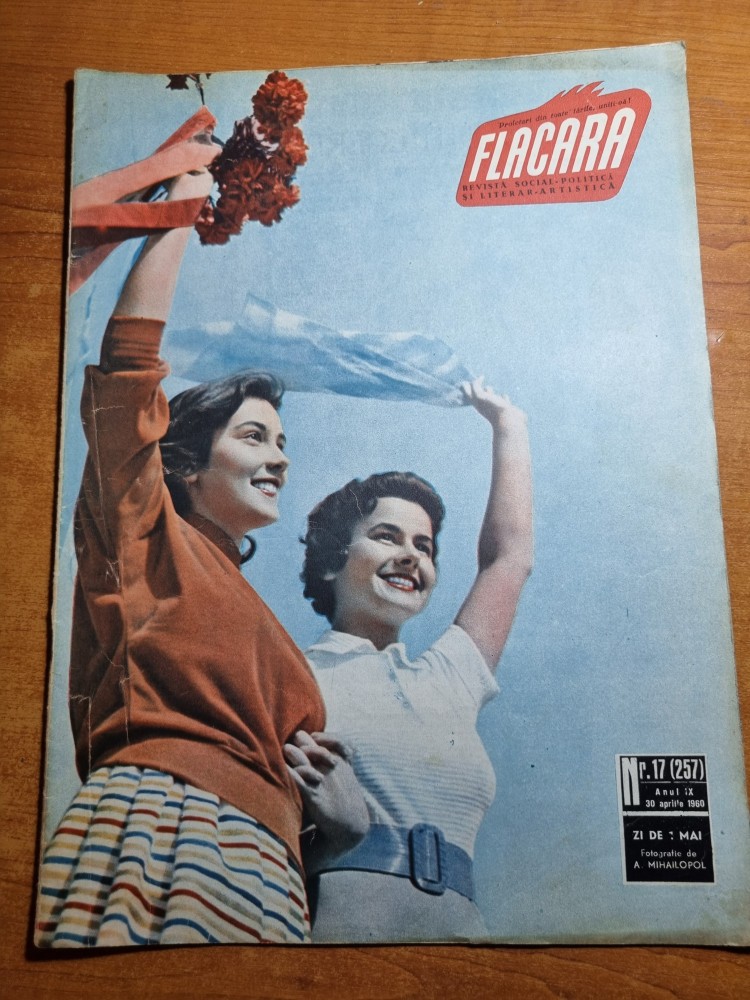 Proletari din toate țările, uniți-vă!
FLACARA
REVISTĂ SOCIAL-POLITICĂ
ȘI LITERAR-ARTISTICĂ
Nr. 17 (257)
Anul IX
30 aprilie 1960
ZI DE 1 MAI
Fotografie de
A. MIHAILOPOL